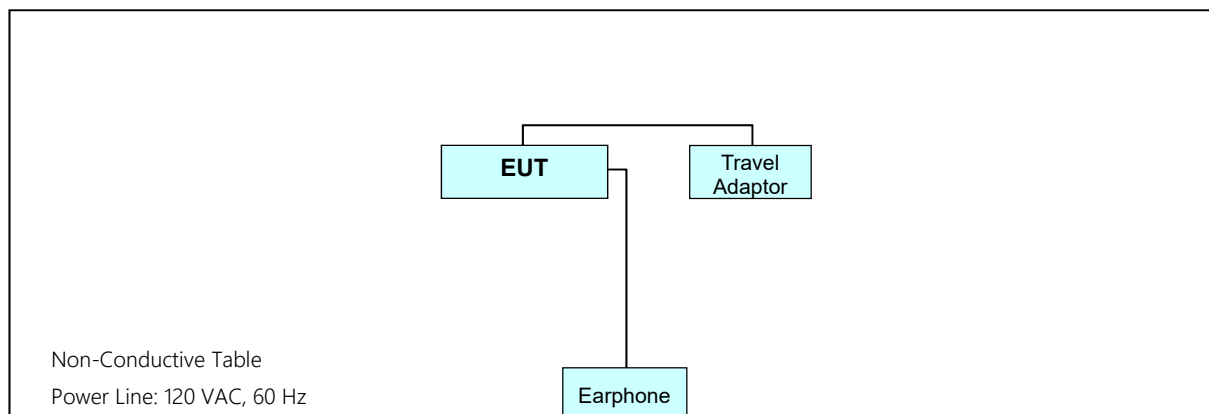 EUT
Travel
Adaptor
Non-Conductive Table
Earphone
Power Line: 120 VAC, 60 Hz